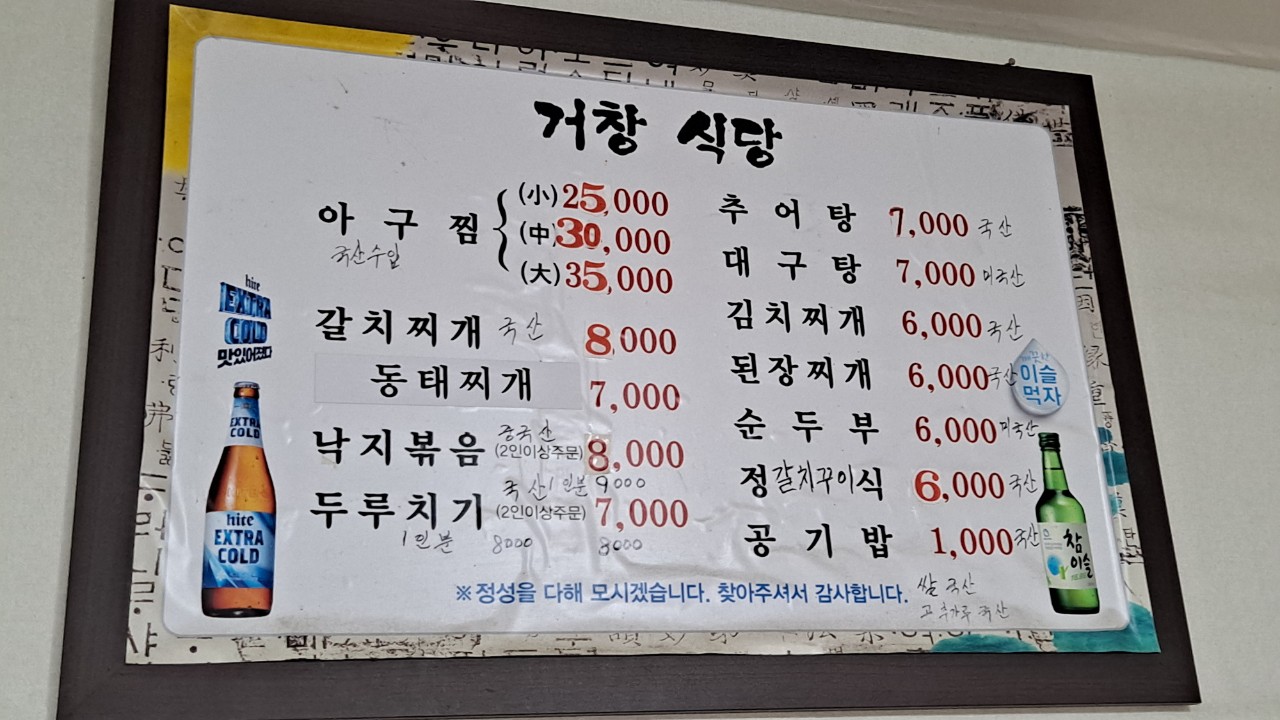 거창 식당
아구찜
국산수입
(小) 25,000
(中) 30,000
(大) 35,000
갈치찌개 국산 8,000
동태찌개 7,000
낙지볶음 중국산 (2인이상주문) 8,000
국산 1인분 9000
두루치기 (2인이상주문) 7,000
1인분 8000 8000
추어탕 7,000 국산
대구탕 7,000 미국산
김치찌개 6,000 국산
된장찌개 6,000 국산
순두부 6,000 미국산
정갈치꾸이식 6,000 국산
공기밥 1,000 국산
쌀 국산
고추가루 국산
※정성을 다해 모시겠습니다. 찾아주셔서 감사합니다.
hite
EXTRA
COLD
맛있어졌다
EXTRA
COLD
hite
EXTRA
COLD
이슬
먹자
참
이슬